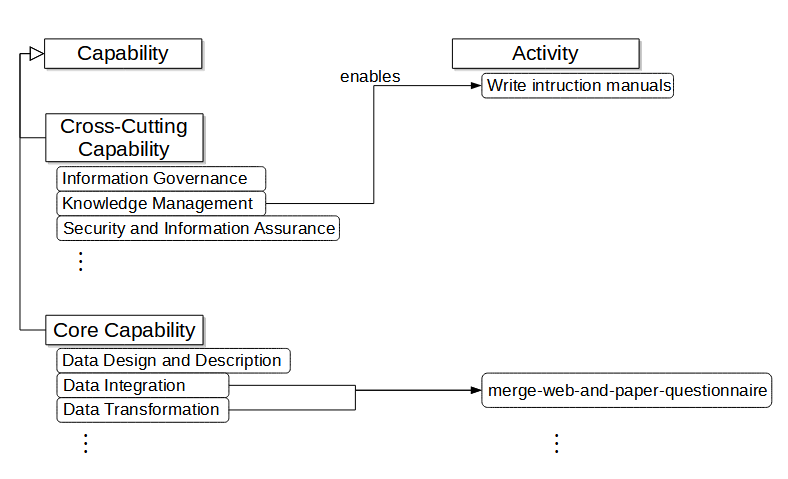 Capability
Activity
enables
Write intruction manuals
Cross-Cutting
Capability
Information Governance
Knowledge Management
Security and Information Assurance
Core Capability
Data Design and Description
Data Integration
merge-web-and-paper-questionnaire
Data Transformation